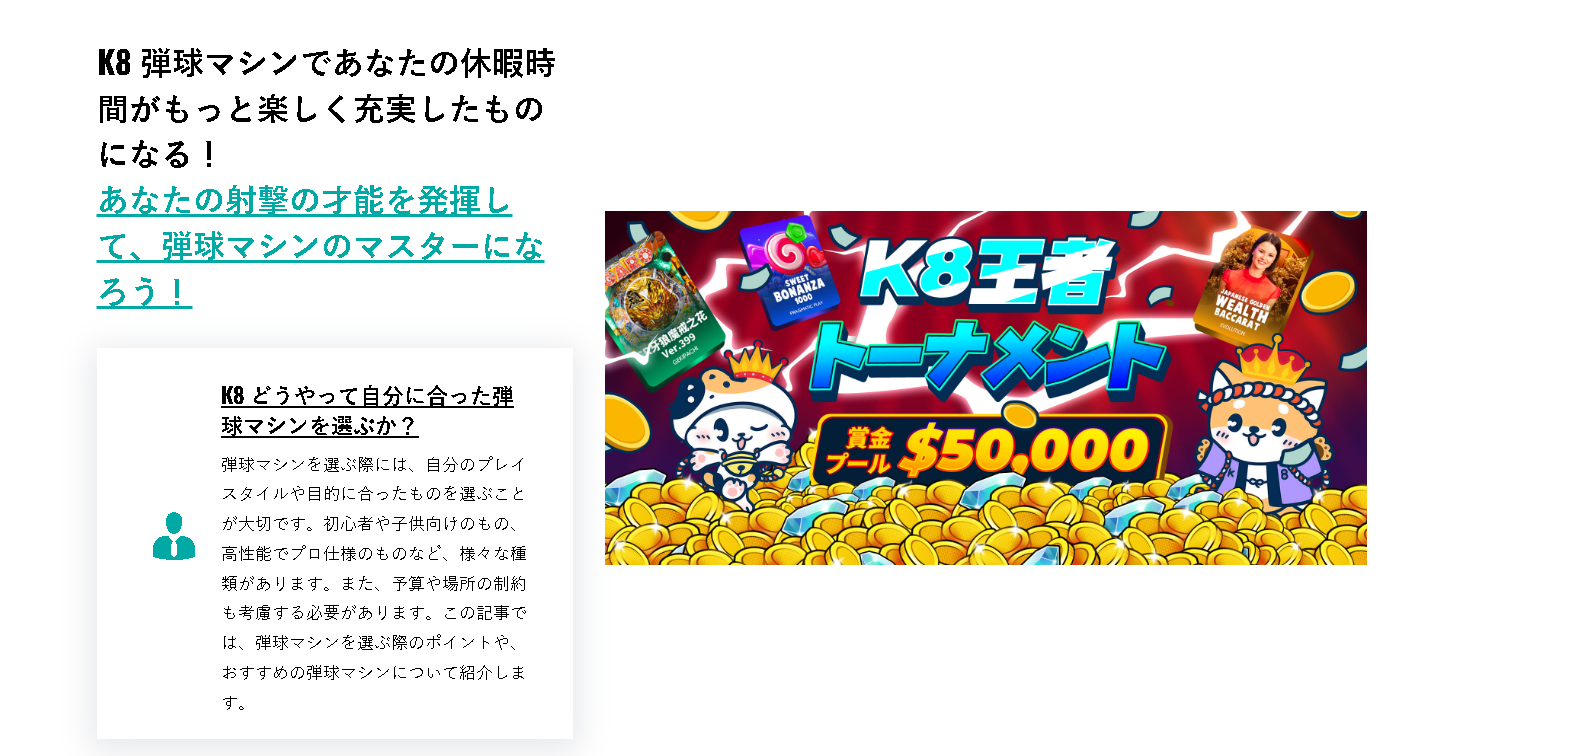 K8 弾球マシンであなたの休暇時
間がもっと楽しく充実したもの
になる！
あなたの射撃の才能を発揮し
て、弾球マシンのマスターにな
ろう！
K8 どうやって自分に合った弾
球マシンを選ぶか？
弾球マシンを選ぶ際には、自分のプレイ
スタイルや目的に合ったものを選ぶこと
が大切です。初心者や子供向けのもの、
高性能でプロ仕様のものなど、様々な種
類があります。また、予算や場所の制約
も考慮する必要があります。この記事で
は、弾球マシンを選ぶ際のポイントや、
おすすめの弾球マシンについて紹介しま
す。
K8王者
トーナメント
賞金
プール
$50,000
牙狼魔戒之花
Ver.399
GEKIPACHI
SWEET
BONANZA
1000
PRAGMATIC PLAY
JAPANESE GOLDEN
WEALTH
BACCARAT
EVOLUTION
K
8